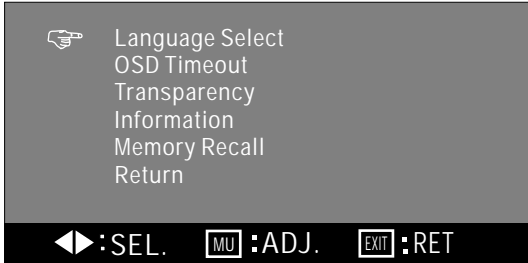 Language Select
OSD Timeout
Transparency
Information
Memory Recall
Return
:SEL. MU :ADJ. EXIT :RET